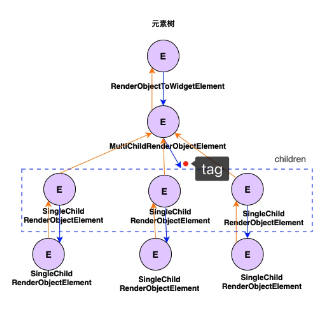 元素树
E
RenderObjectToWidgetElement
E
MultiChildRenderObjectElement
children
tag
E
E
E
SingleChild
RenderObjectElement
SingleChild
RenderObjectElement
SingleChild
RenderObjectElement
E
E
E
SingleChild
RenderObjectElement
SingleChild
RenderObjectElement
SingleChild
RenderObjectElement